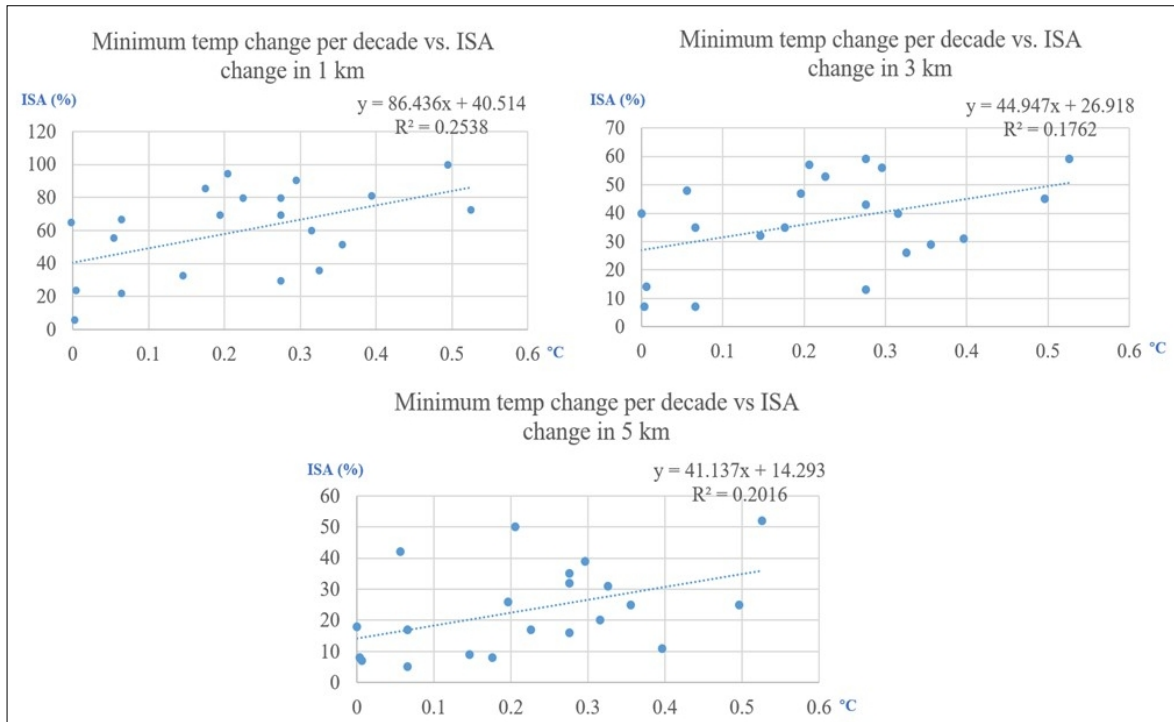 Minimum temp change per decade vs. ISA
change in 1 km
ISA (%)
y = 86.436x + 40.514
R² = 0.2538
120
100
80
60
40
20
0
0 0.1 0.2 0.3 0.4 0.5 0.6 °C
Minimum temp change per decade vs. ISA
change in 3 km
ISA (%)
y = 44.947x + 26.918
R² = 0.1762
70
60
50
40
30
20
10
0
0 0.1 0.2 0.3 0.4 0.5 0.6 °C
Minimum temp change per decade vs ISA
change in 5 km
ISA (%)
y = 41.137x + 14.293
R² = 0.2016
60
50
40
30
20
10
0
0 0.1 0.2 0.3 0.4 0.5 0.6 °C